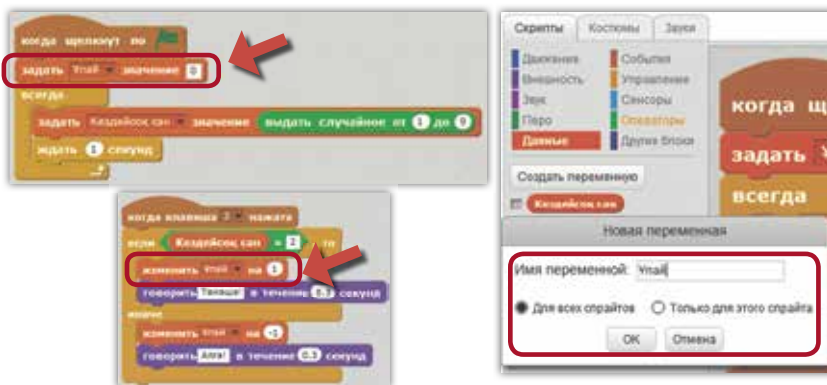 когда щелкнут по
задать Ұпай значение 0
всегда
задать Кездейсоқ сан значение выдать случайное от 1 до 9
ждать 1 секунд
когда клавиша 2 нажата
если Кездейсоқ сан = 2 то
изменить Ұпай на 1
говорить Тамаша! в течение 0.3 секунд
иначе
изменить Ұпай на -1
говорить в течение 0.3 секунд
Скрипты Костюмы Звуки
Движение События
Внешность Управление
Звук Сенсоры
Перо Операторы
Данные Другие блоки
Создать переменную
Кездейсоқ сан
когда щ
задать
всегда
Новая переменная
Имя переменной: Ұпай
Для всех спрайтов Только для этого спрайта
OK Отмена